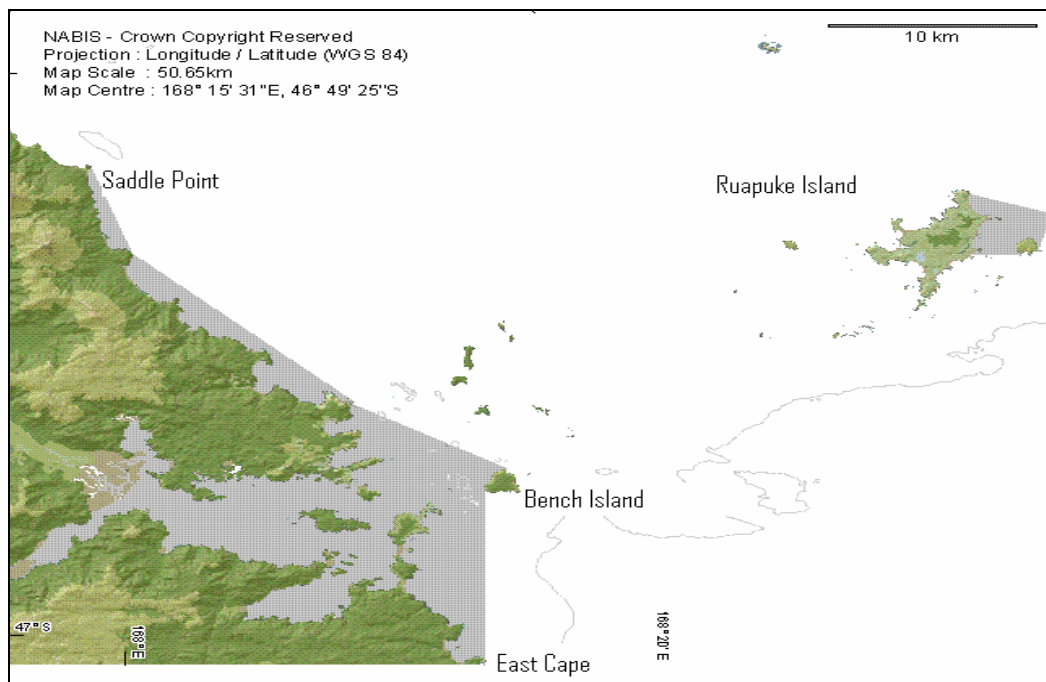 NABIS - Crown Copyright Reserved
Projection : Longitude / Latitude (WGS 84)
Map Scale : 50.65km
Map Centre : 168° 15' 31"E, 46° 49' 25"S
10 km
Saddle Point
Ruapuke Island
Bench Island
47° S
168° E
168° 20' E
East Cape